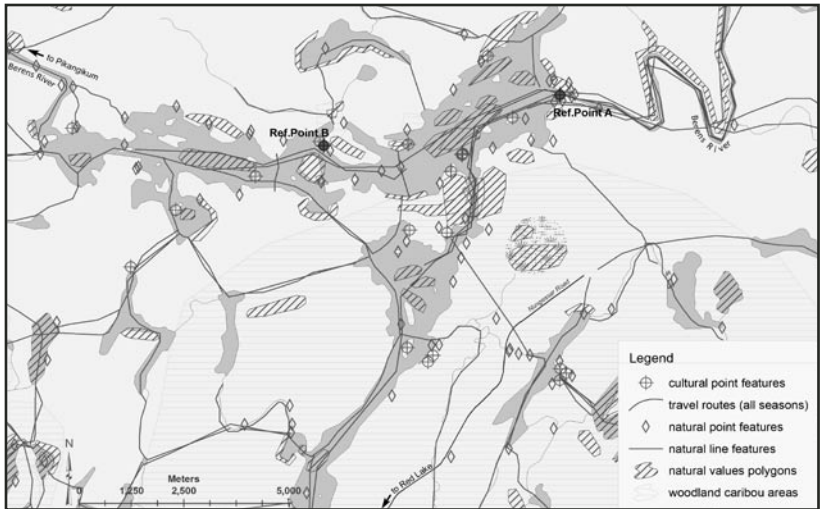 to Pikangikum
Berens River
Ref.Point B
Ref.Point A
Berens River
Nungesser Road
to Red Lake
N
Meters
0 1,250 2,500 5,000
Legend
cultural point features
travel routes (all seasons)
natural point features
natural line features
natural values polygons
woodland caribou areas